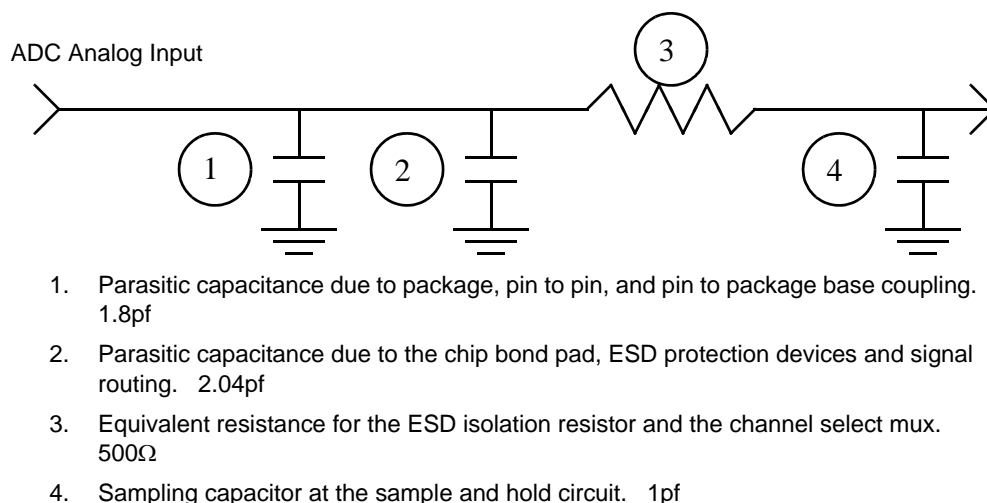 ADC Analog Input
3
1
2
4
1. Parasitic capacitance due to package, pin to pin, and pin to package base coupling.
1.8pf
2. Parasitic capacitance due to the chip bond pad, ESD protection devices and signal
routing. 2.04pf
3. Equivalent resistance for the ESD isolation resistor and the channel select mux.
500Ω
4. Sampling capacitor at the sample and hold circuit. 1pf